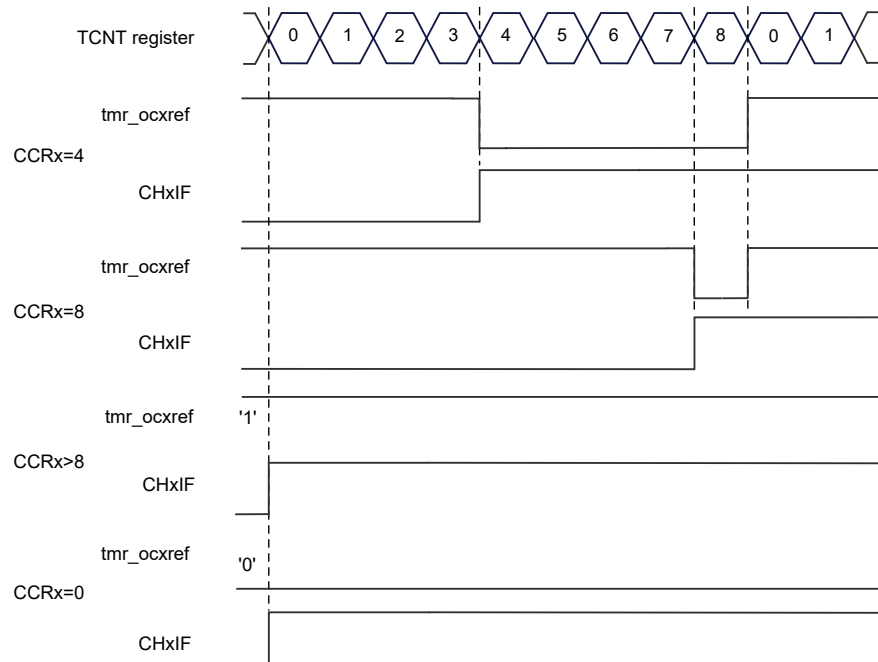 TCNT register 0 1 2 3 4 5 6 7 8 0 1
tmr_ocxref
CCRx=4
CHxIF
tmr_ocxref
CCRx=8
CHxIF
tmr_ocxref '1'
CCRx>8
CHxIF
tmr_ocxref '0'
CCRx=0
CHxIF